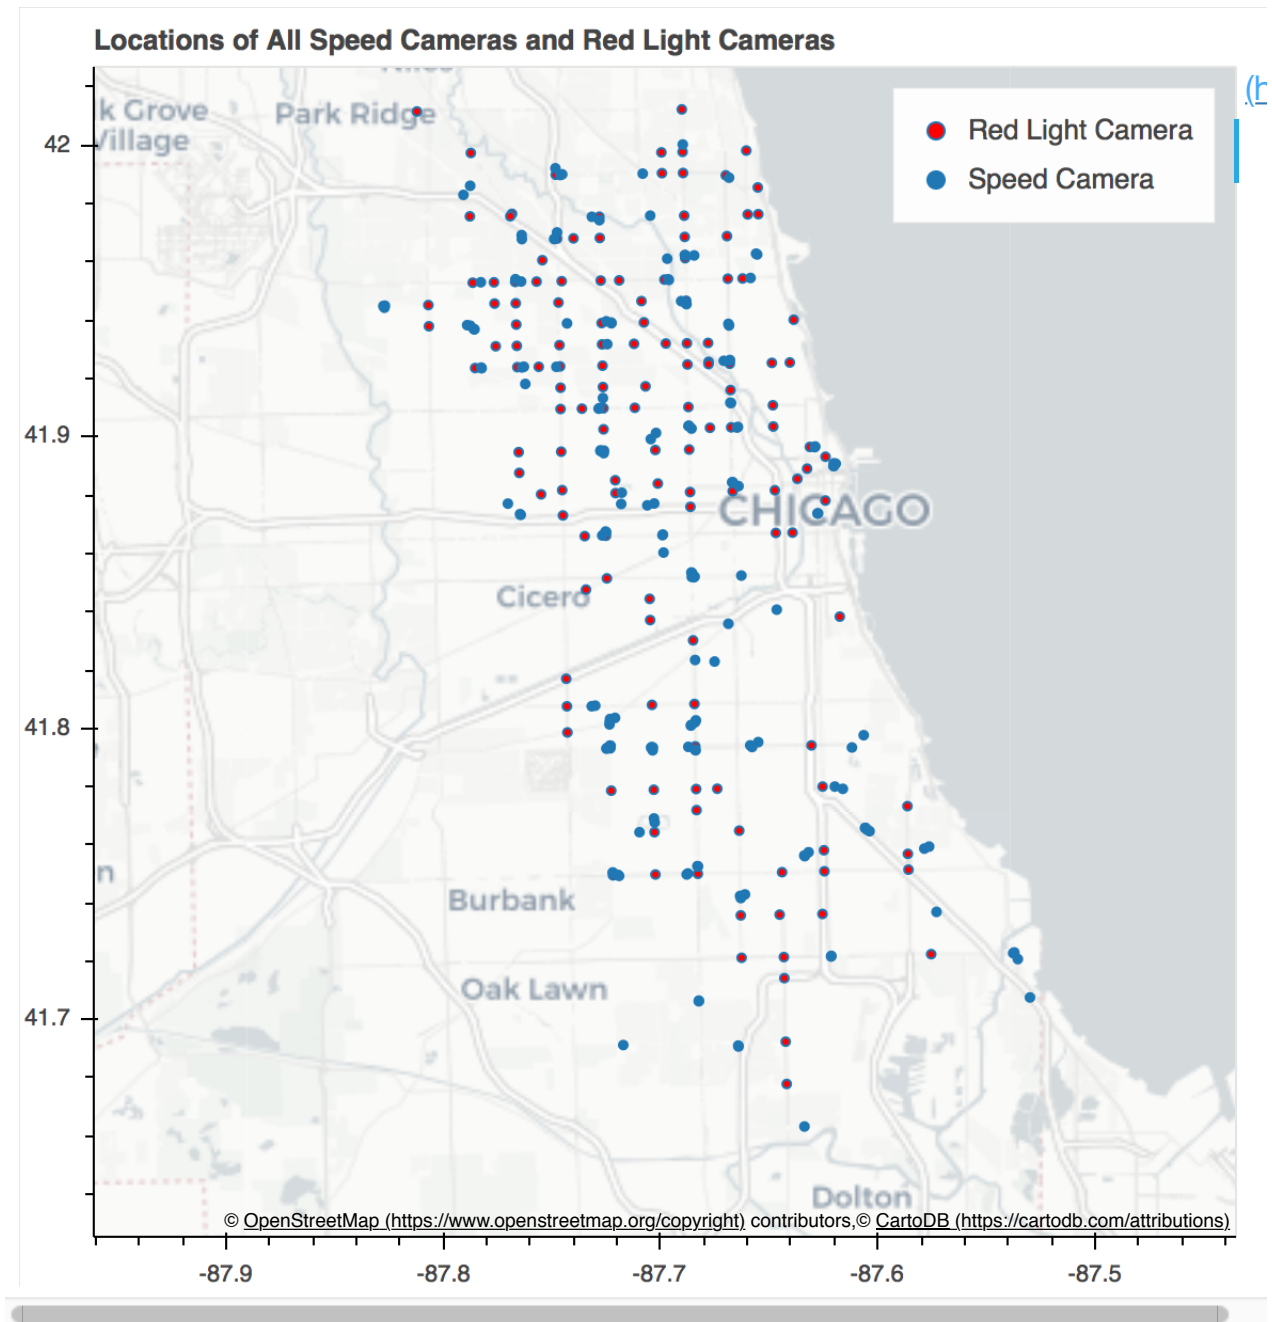 Locations of All Speed Cameras and Red Light Cameras
(h
k Grove
Village
Park Ridge
Red Light Camera
Speed Camera
42
41.9
CHICAGO
Cicero
41.8
n
Burbank
Oak Lawn
41.7
Dolton
© OpenStreetMap (https://www.openstreetmap.org/copyright) contributors,© CartoDB (https://cartodb.com/attributions)
-87.9 -87.8 -87.7 -87.6 -87.5